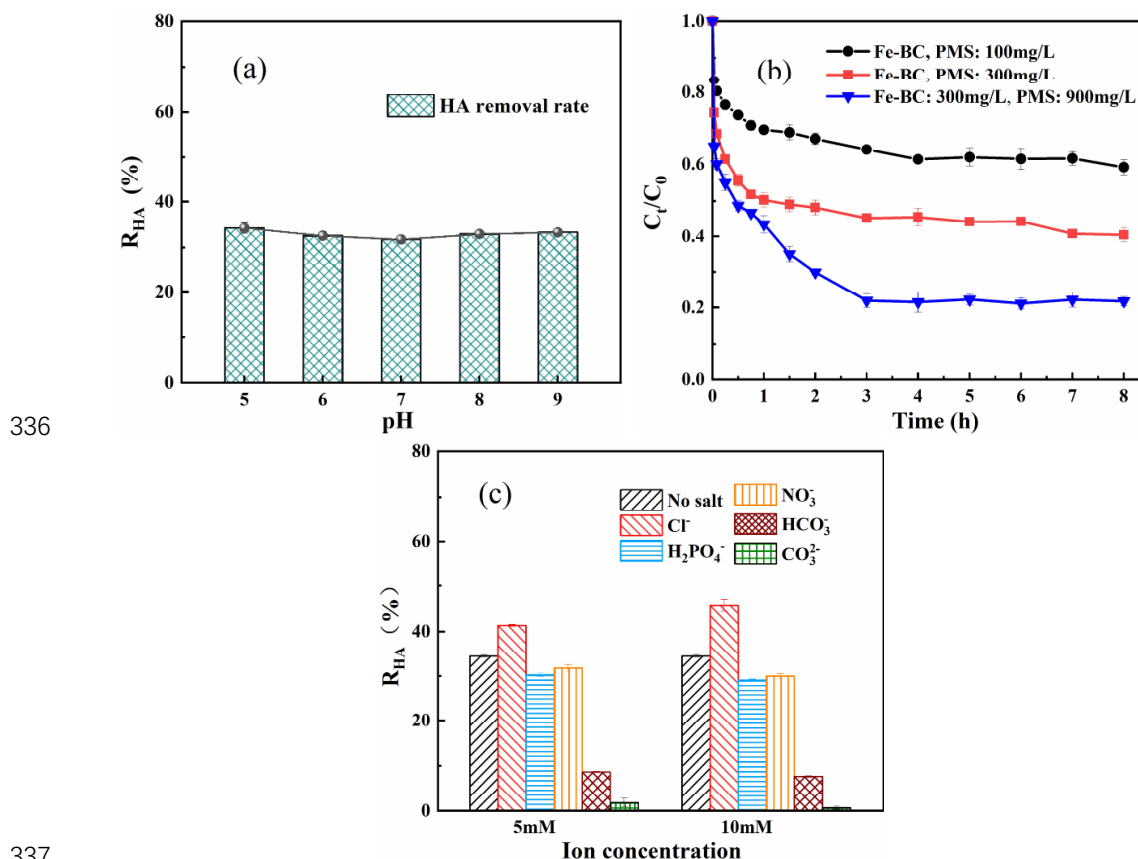 (a)
HA removal rate
R_HA (%)
80
60
40
20
0
5 6 7 8 9
pH
(b)
Fe-BC, PMS: 100mg/L
Fe-BC, PMS: 300mg/L
Fe-BC: 300mg/L, PMS: 900mg/L
C_t/C_0
1.0
0.8
0.6
0.4
0.2
0.0
0 1 2 3 4 5 6 7 8
Time (h)
336
(c)
No salt
Cl⁻
H₂PO₄⁻
NO₃⁻
HCO₃⁻
CO₃²⁻
R_HA (%)
80
60
40
20
0
5mM 10mM
Ion concentration
337